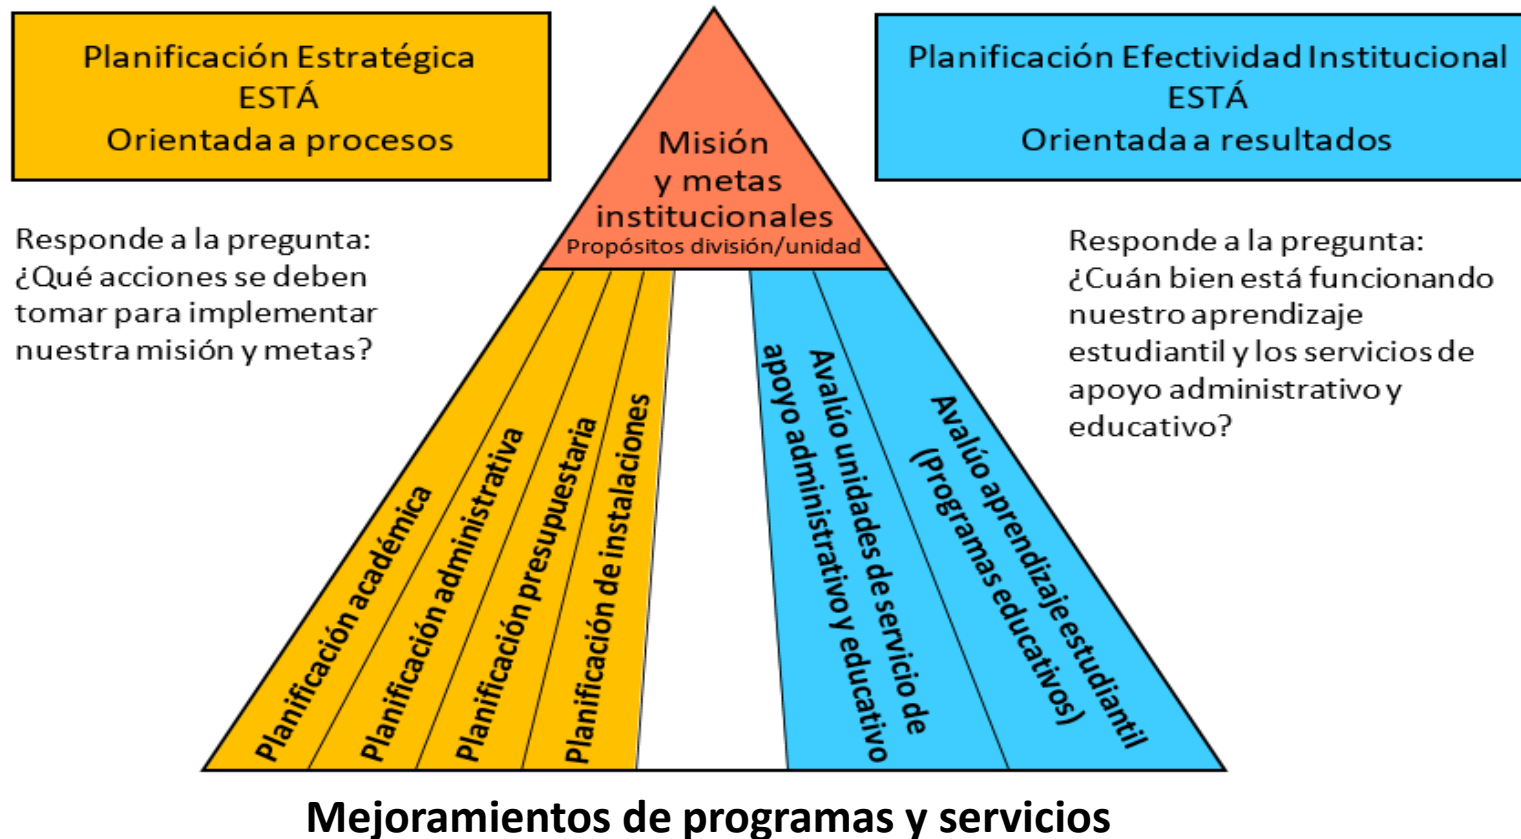 Planificación Estratégica
ESTÁ
Orientada a procesos
Planificación Efectividad Institucional
ESTÁ
Orientada a resultados
Misión
y metas
institucionales
Propósitos división/unidad
Responde a la pregunta:
¿Qué acciones se deben
tomar para implementar
nuestra misión y metas?
Responde a la pregunta:
¿Cuán bien está funcionando
nuestro aprendizaje
estudiantil y los servicios de
apoyo administrativo y
educativo?
Planificación académica
Planificación administrativa
Planificación presupuestaria
Planificación de instalaciones
Avalúo unidades de servicio de
apoyo administrativo y educativo
Avalúo aprendizaje estudiantil
(Programas educativos)
Mejoramientos de programas y servicios